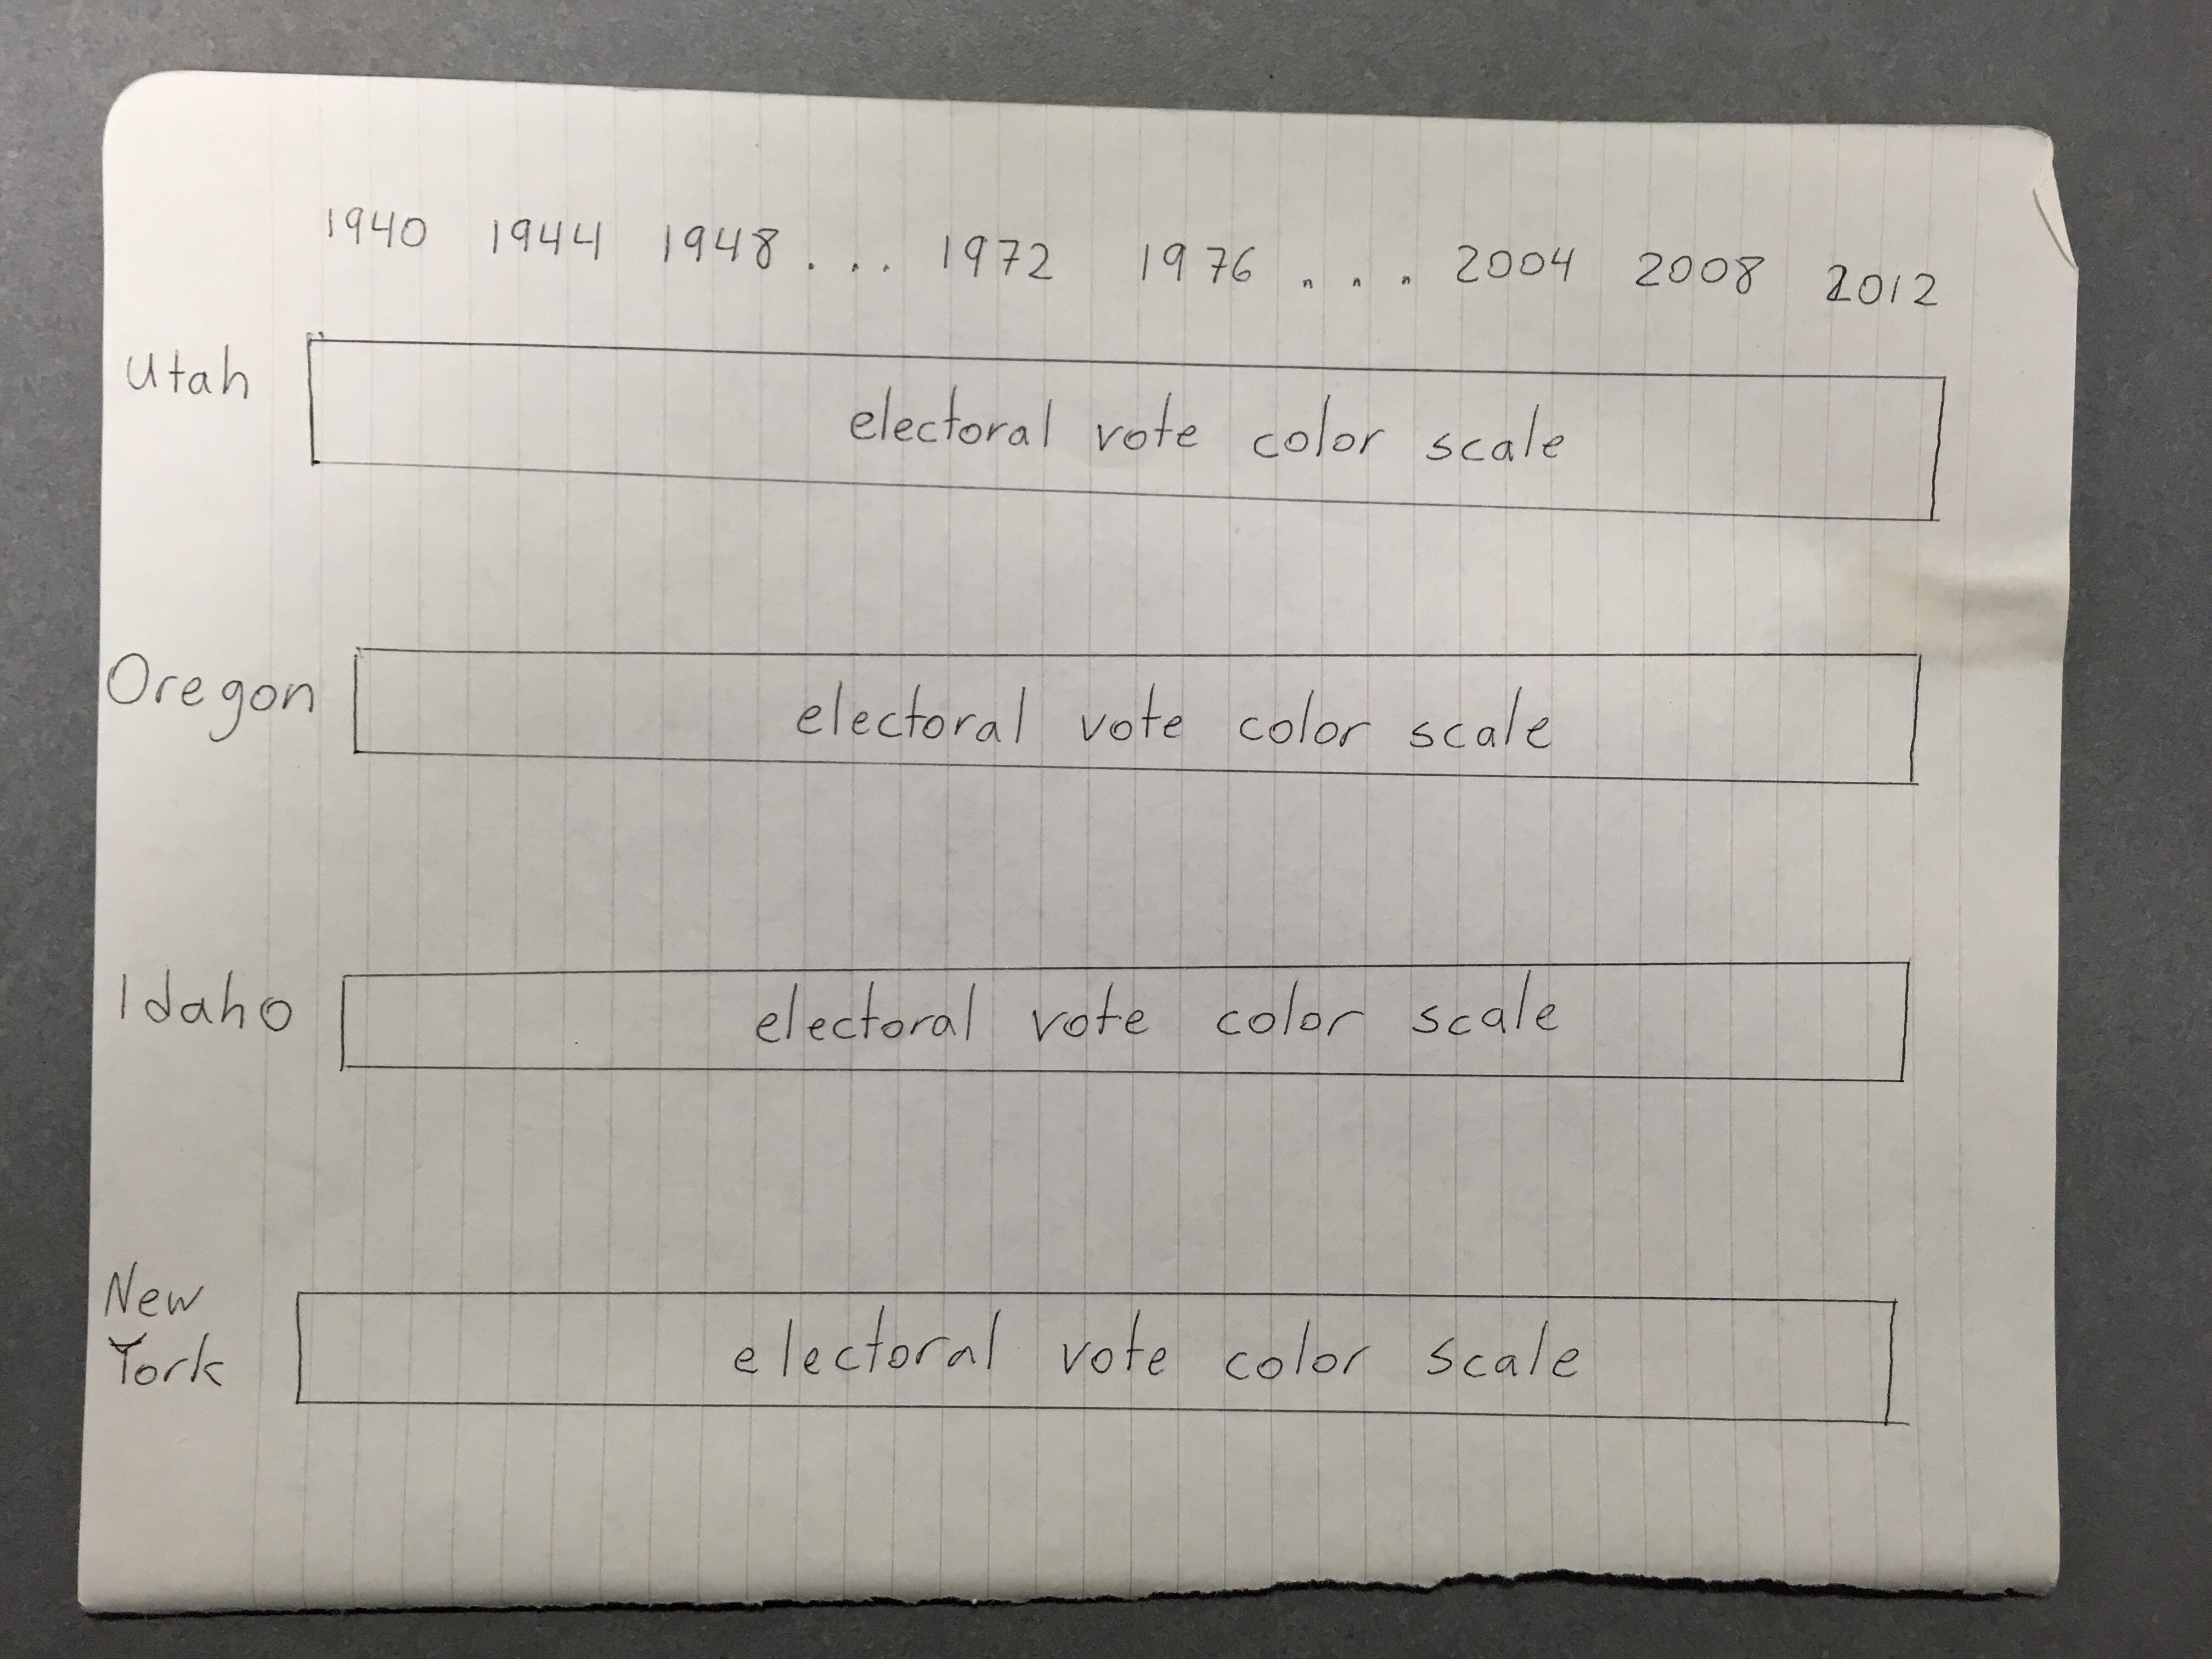 1940 1944 1948 ... 1972 1976 ... 2004 2008 2012
Utah electoral vote color scale
Oregon electoral vote color scale
Idaho electoral vote color scale
New
York electoral vote color scale